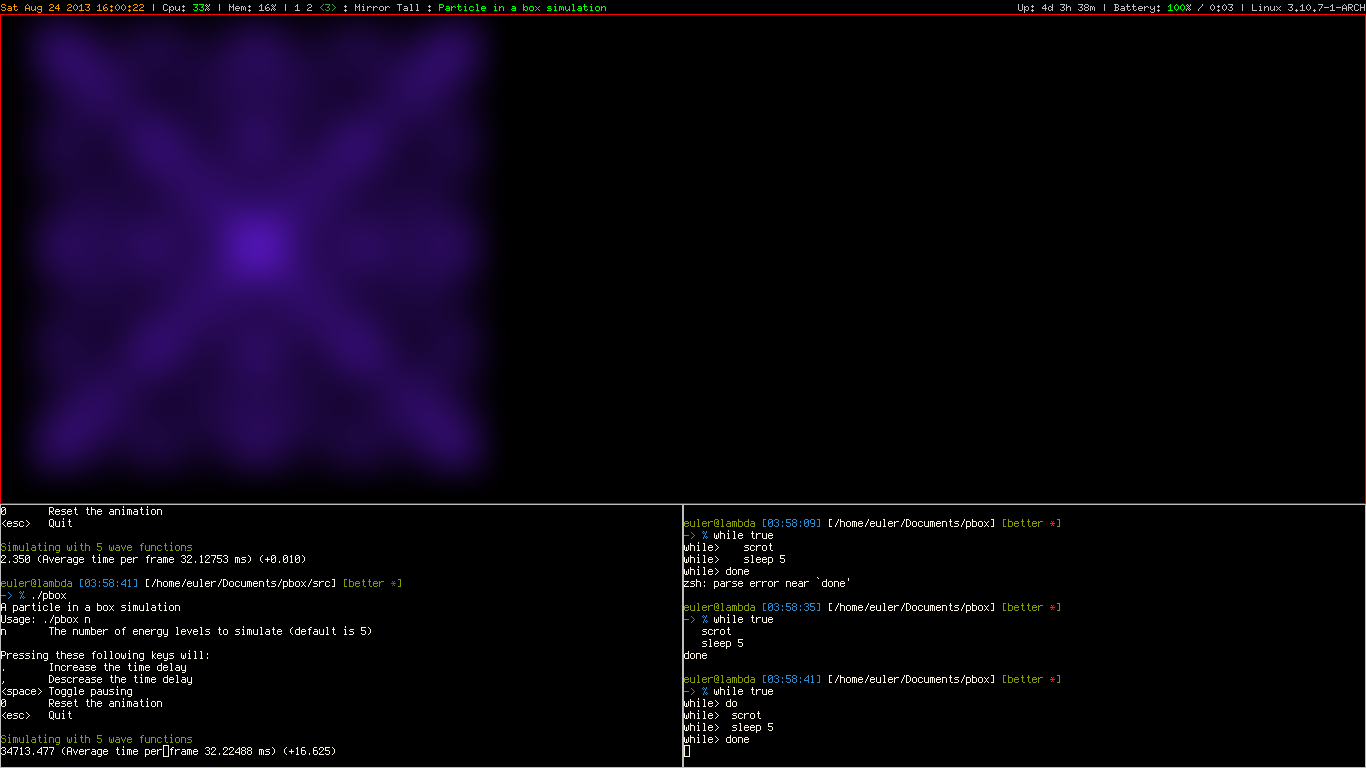 Sat Aug 24 2013 16:00:22 | Cpu: 33% | Mem: 16% | 1 2 <3> : Mirror Tall : Particle in a box simulation
Up: 4d 3h 38m | Battery: 100% / 0:03 | Linux 3.10.7-1-ARCH
0       Reset the animation
<esc>   Quit
Simulating with 5 wave functions
2.350 (Average time per frame 32.12753 ms) (+0.010)
euler@lambda [03:58:41] [/home/euler/Documents/pbox/src] [better *]
-> % ./pbox
A particle in a box simulation
Usage: ./pbox n
n       The number of energy levels to simulate (default is 5)
Pressing these following keys will:
.       Increase the time delay
,       Descrease the time delay
<space> Toggle pausing
0       Reset the animation
<esc>   Quit
Simulating with 5 wave functions
34713.477 (Average time per frame 32.22488 ms) (+16.625)
euler@lambda [03:58:09] [/home/euler/Documents/pbox] [better *]
-> % while true
while>    scrot
while>    sleep 5
while> done
zsh: parse error near `done'
euler@lambda [03:58:35] [/home/euler/Documents/pbox] [better *]
-> % while true
   scrot
   sleep 5
done
euler@lambda [03:58:41] [/home/euler/Documents/pbox] [better *]
-> % while true
while> do
while>  scrot
while>  sleep 5
while> done